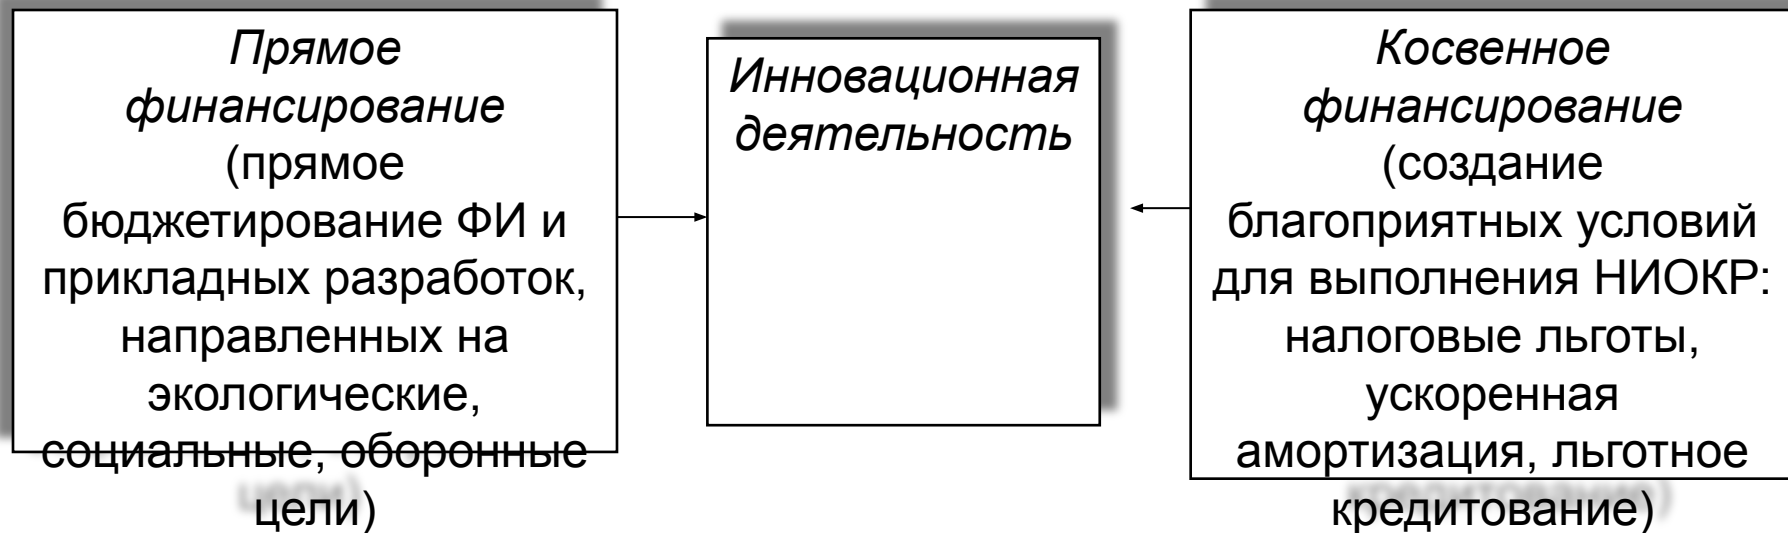 Прямое
финансирование
(прямое
бюджетирование ФИ и
прикладных разработок,
направленных на
экологические,
социальные, оборонные
цели)
Инновационная
деятельность
Косвенное
финансирование
(создание
благоприятных условий
для выполнения НИОКР:
налоговые льготы,
ускоренная
амортизация, льготное
кредитование)